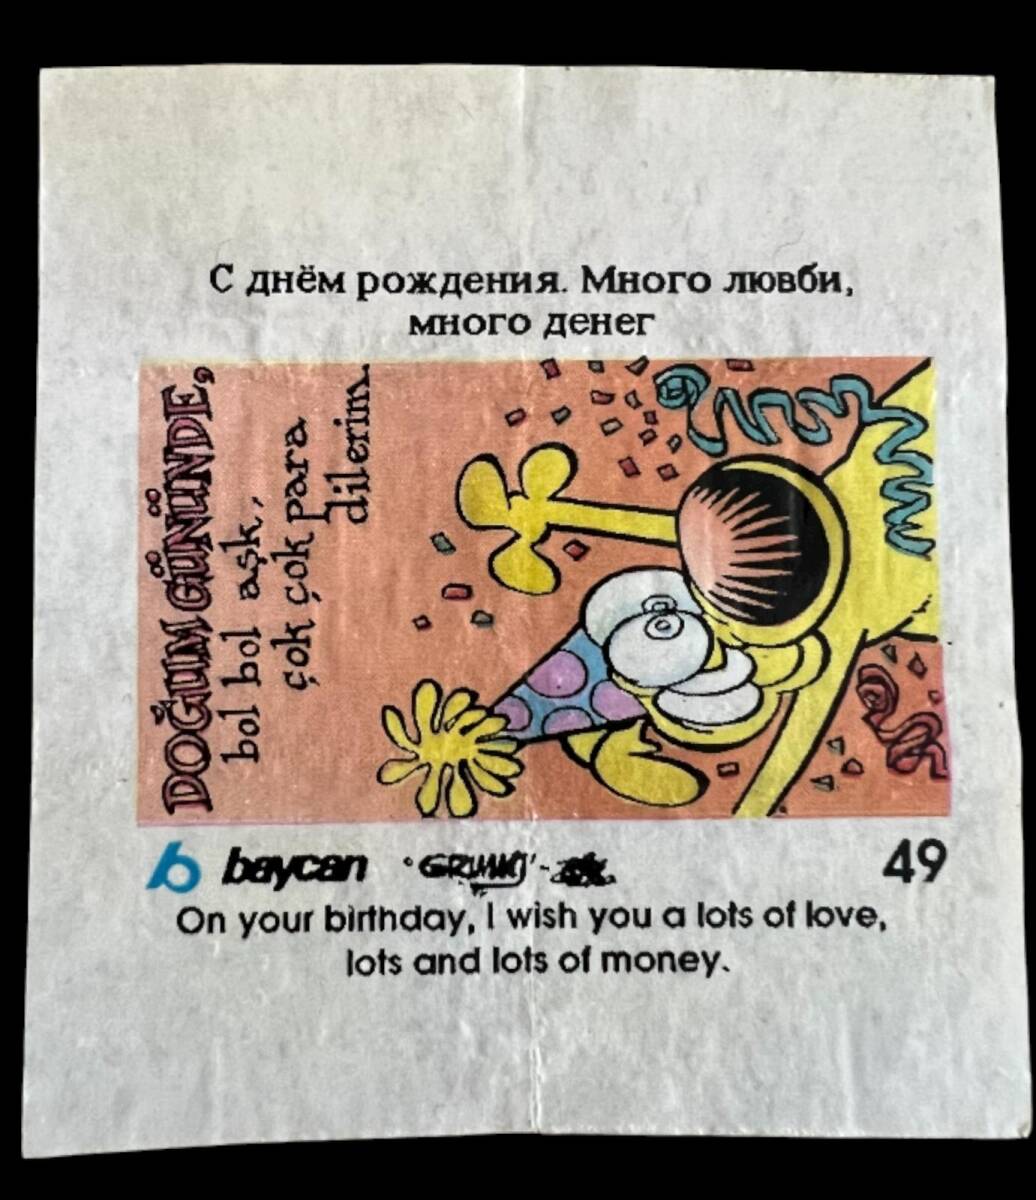 С днём рождения. Много лювби,
много денег
DOĞUM GÜNÜNDE,
bol bol aşk,
çok çok para
dilerim.
baycan
49
On your birthday, I wish you a lots of love,
lots and lots of money.